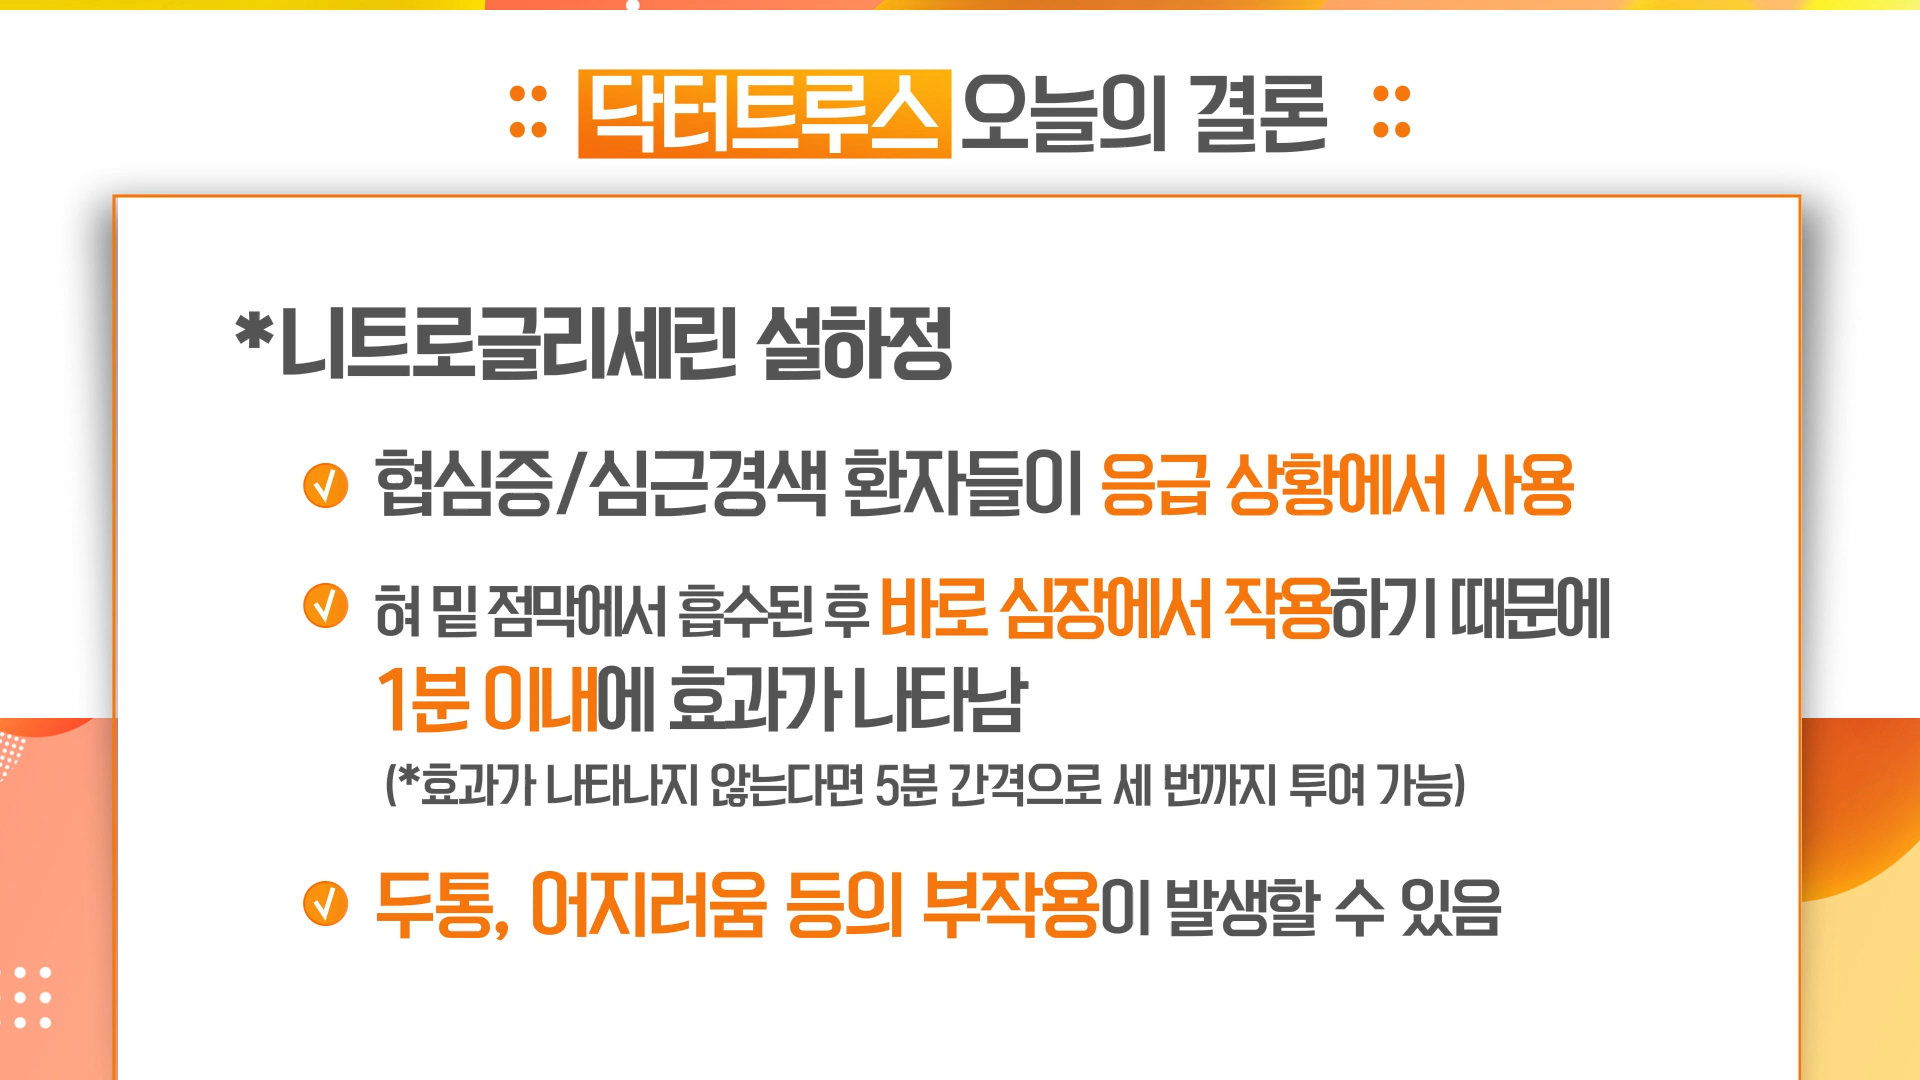 닥터트루스 오늘의 결론
*니트로글리세린 설하정
협심증/심근경색 환자들이 응급 상황에서 사용
혀 밑 점막에서 흡수된 후 바로 심장에서 작용하기 때문에
1분 이내에 효과가 나타남
(*효과가 나타나지 않는다면 5분 간격으로 세 번까지 투여 가능)
두통, 어지러움 등의 부작용이 발생할 수 있음